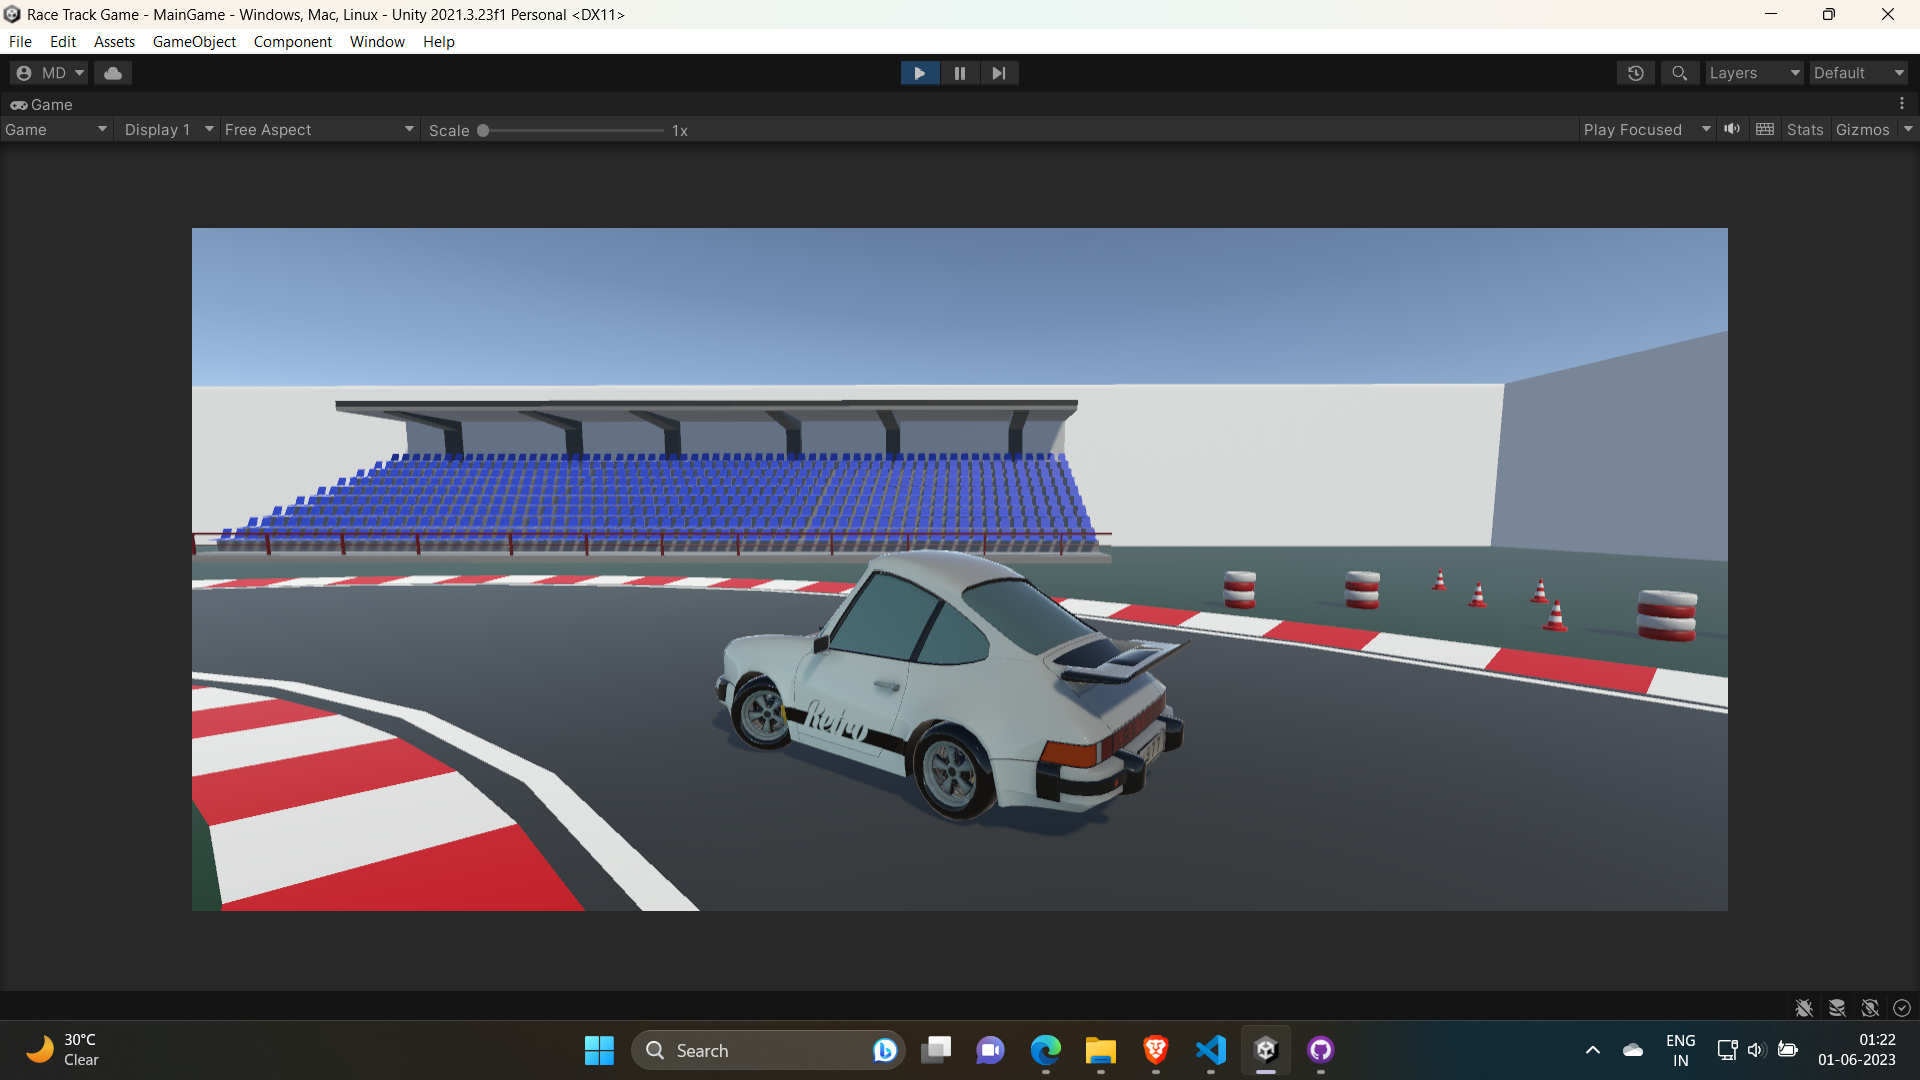 Race Track Game - MainGame - Windows, Mac, Linux - Unity 2021.3.23f1 Personal <DX11>
File Edit Assets GameObject Component Window Help
MD Layers Default
Game
Game Display 1 Free Aspect Scale 1x Play Focused Stats Gizmos
Retro
30°C
Clear
Search
ENG
IN
01:22
01-06-2023